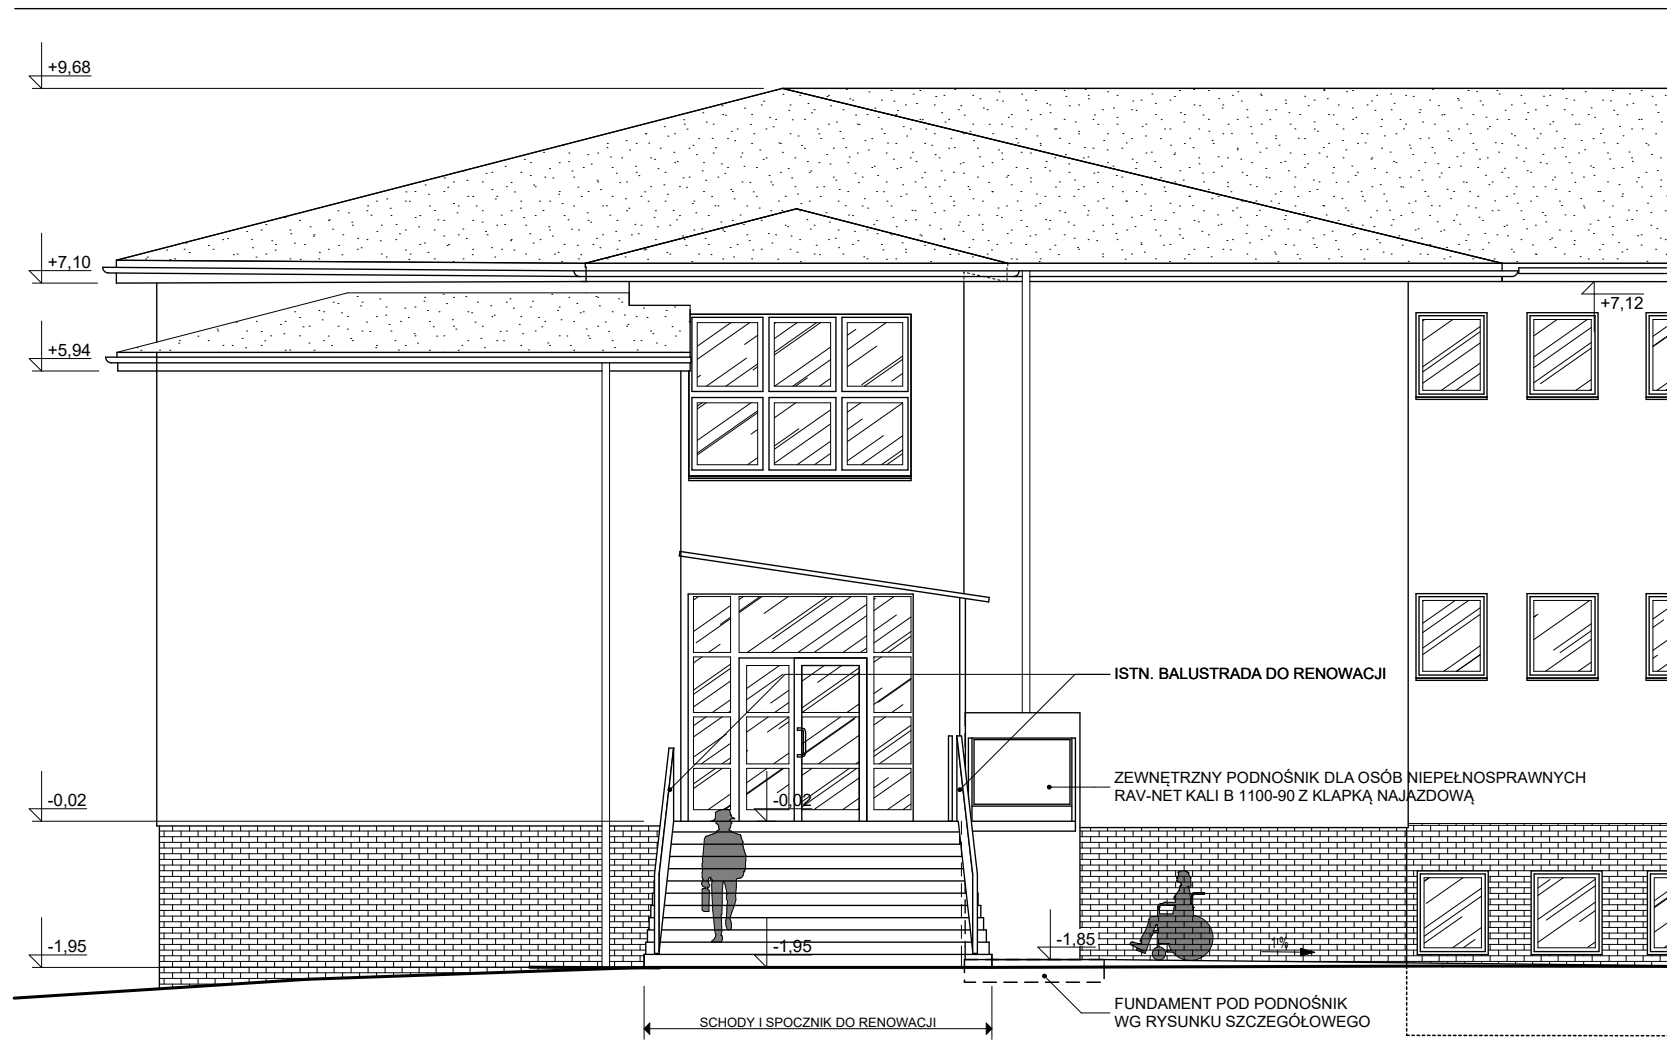 +9,68
+7,10
+7,12
+5,94
ISTN. BALUSTRADA DO RENOWACJI
ZEWNĘTRZNY PODNOŚNIK DLA OSÓB NIEPEŁNOSPRAWNYCH
RAV-NET KALI B 1100-90 Z KLAPKĄ NAJAZDOWĄ
-0,02
-0,02
-1,95
-1,95
-1,85
1%
FUNDAMENT POD PODNOŚNIK
WG RYSUNKU SZCZEGÓŁOWEGO
SCHODY I SPOCZNIK DO RENOWACJI